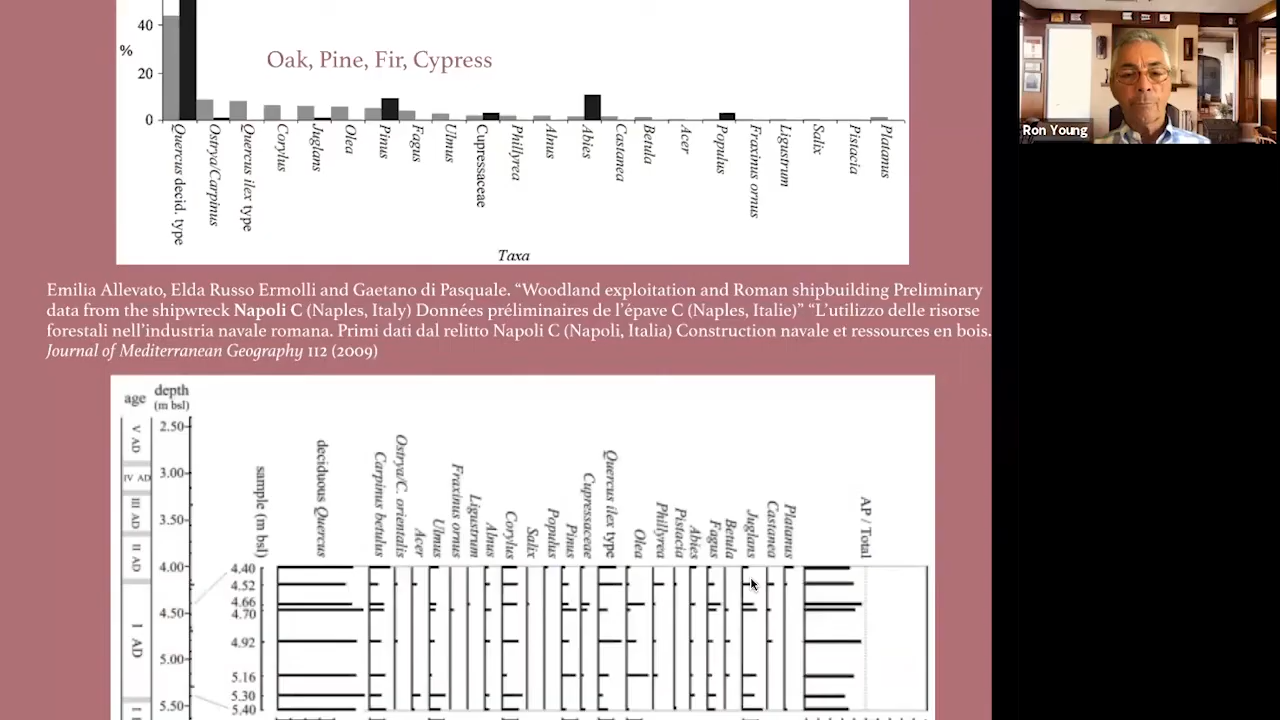 40
%
Oak, Pine, Fir, Cypress
20
0
Quercus decid. type
Ostrya/Carpinus
Quercus ilex type
Corylus
Juglans
Olea
Pinus
Fagus
Ulmus
Cupressaceae
Phillyrea
Alnus
Abies
Castanea
Betula
Acer
Populus
Fraxinus ornus
Ligustrum
Salix
Pistacia
Platanus
Taxa
Ron Young
Emilia Allevato, Elda Russo Ermolli and Gaetano di Pasquale. “Woodland exploitation and Roman shipbuilding Preliminary
data from the shipwreck Napoli C (Naples, Italy) Données préliminaires de l’épave C (Naples, Italie)” “L’utilizzo delle risorse
forestali nell’industria navale romana. Primi dati dal relitto Napoli C (Napoli, Italia) Construction navale et ressources en bois.
Journal of Mediterranean Geography 112 (2009)
age
depth
(m bsl)
V AD
IV AD
III AD
II AD
I AD
2.50
3.00
3.50
4.00
4.50
5.00
5.50
sample (m bsl)
deciduous Quercus
Carpinus betulus
Ostrya/C. orientalis
Acer
Ulmus
Fraxinus ornus
Ligustrum
Alnus
Corylus
Salix
Populus
Pinus
Cupressaceae
Quercus ilex type
Olea
Phillyrea
Pistacia
Abies
Fagus
Betula
Juglans
Castanea
Platanus
AP / Total
4.40
4.52
4.66
4.70
4.92
5.16
5.30
5.40